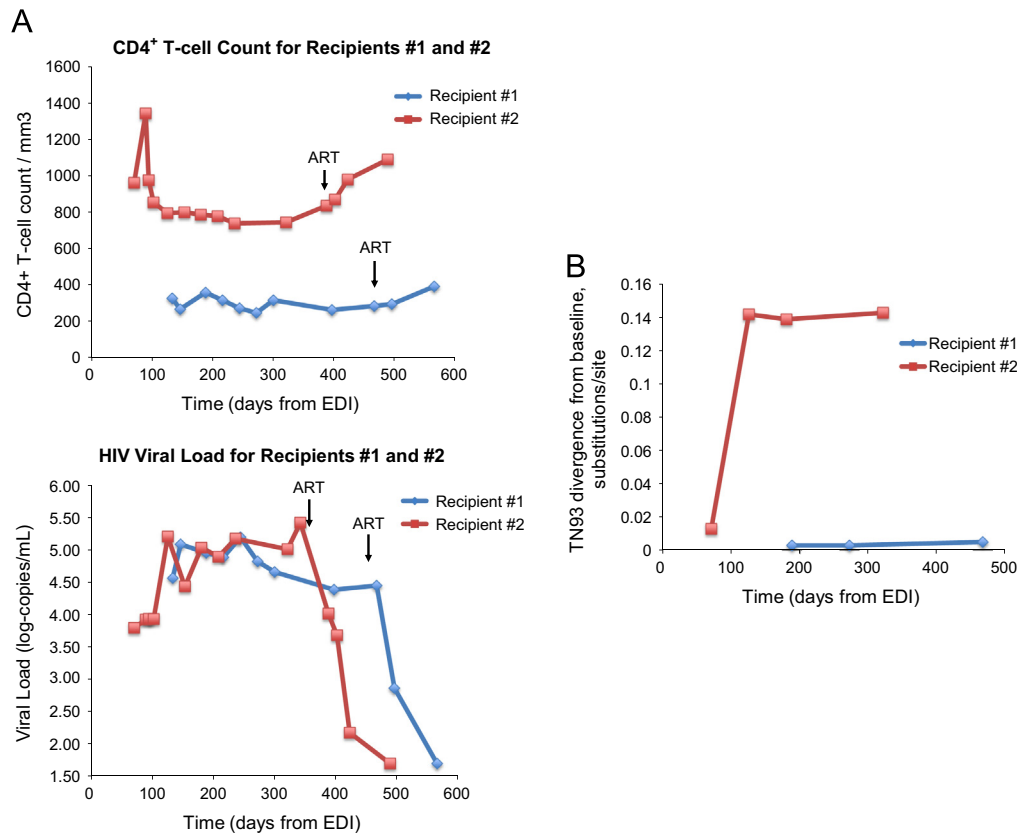 A
CD4+ T-cell Count for Recipients #1 and #2
1600
1400
1200
1000
800
600
400
200
0
CD4+ T-cell count / mm3
Recipient #1
Recipient #2
ART
ART
0 100 200 300 400 500 600
Time (days from EDI)
HIV Viral Load for Recipients #1 and #2
6.00
5.50
5.00
4.50
4.00
3.50
3.00
2.50
2.00
1.50
Viral Load (log-copies/mL)
ART
ART
Recipient #1
Recipient #2
0 100 200 300 400 500 600
Time (days from EDI)
B
0.16
0.14
0.12
0.1
0.08
0.06
0.04
0.02
0
TN93 divergence from baseline,
substitutions/site
Recipient #1
Recipient #2
0 100 200 300 400 500
Time (days from EDI)